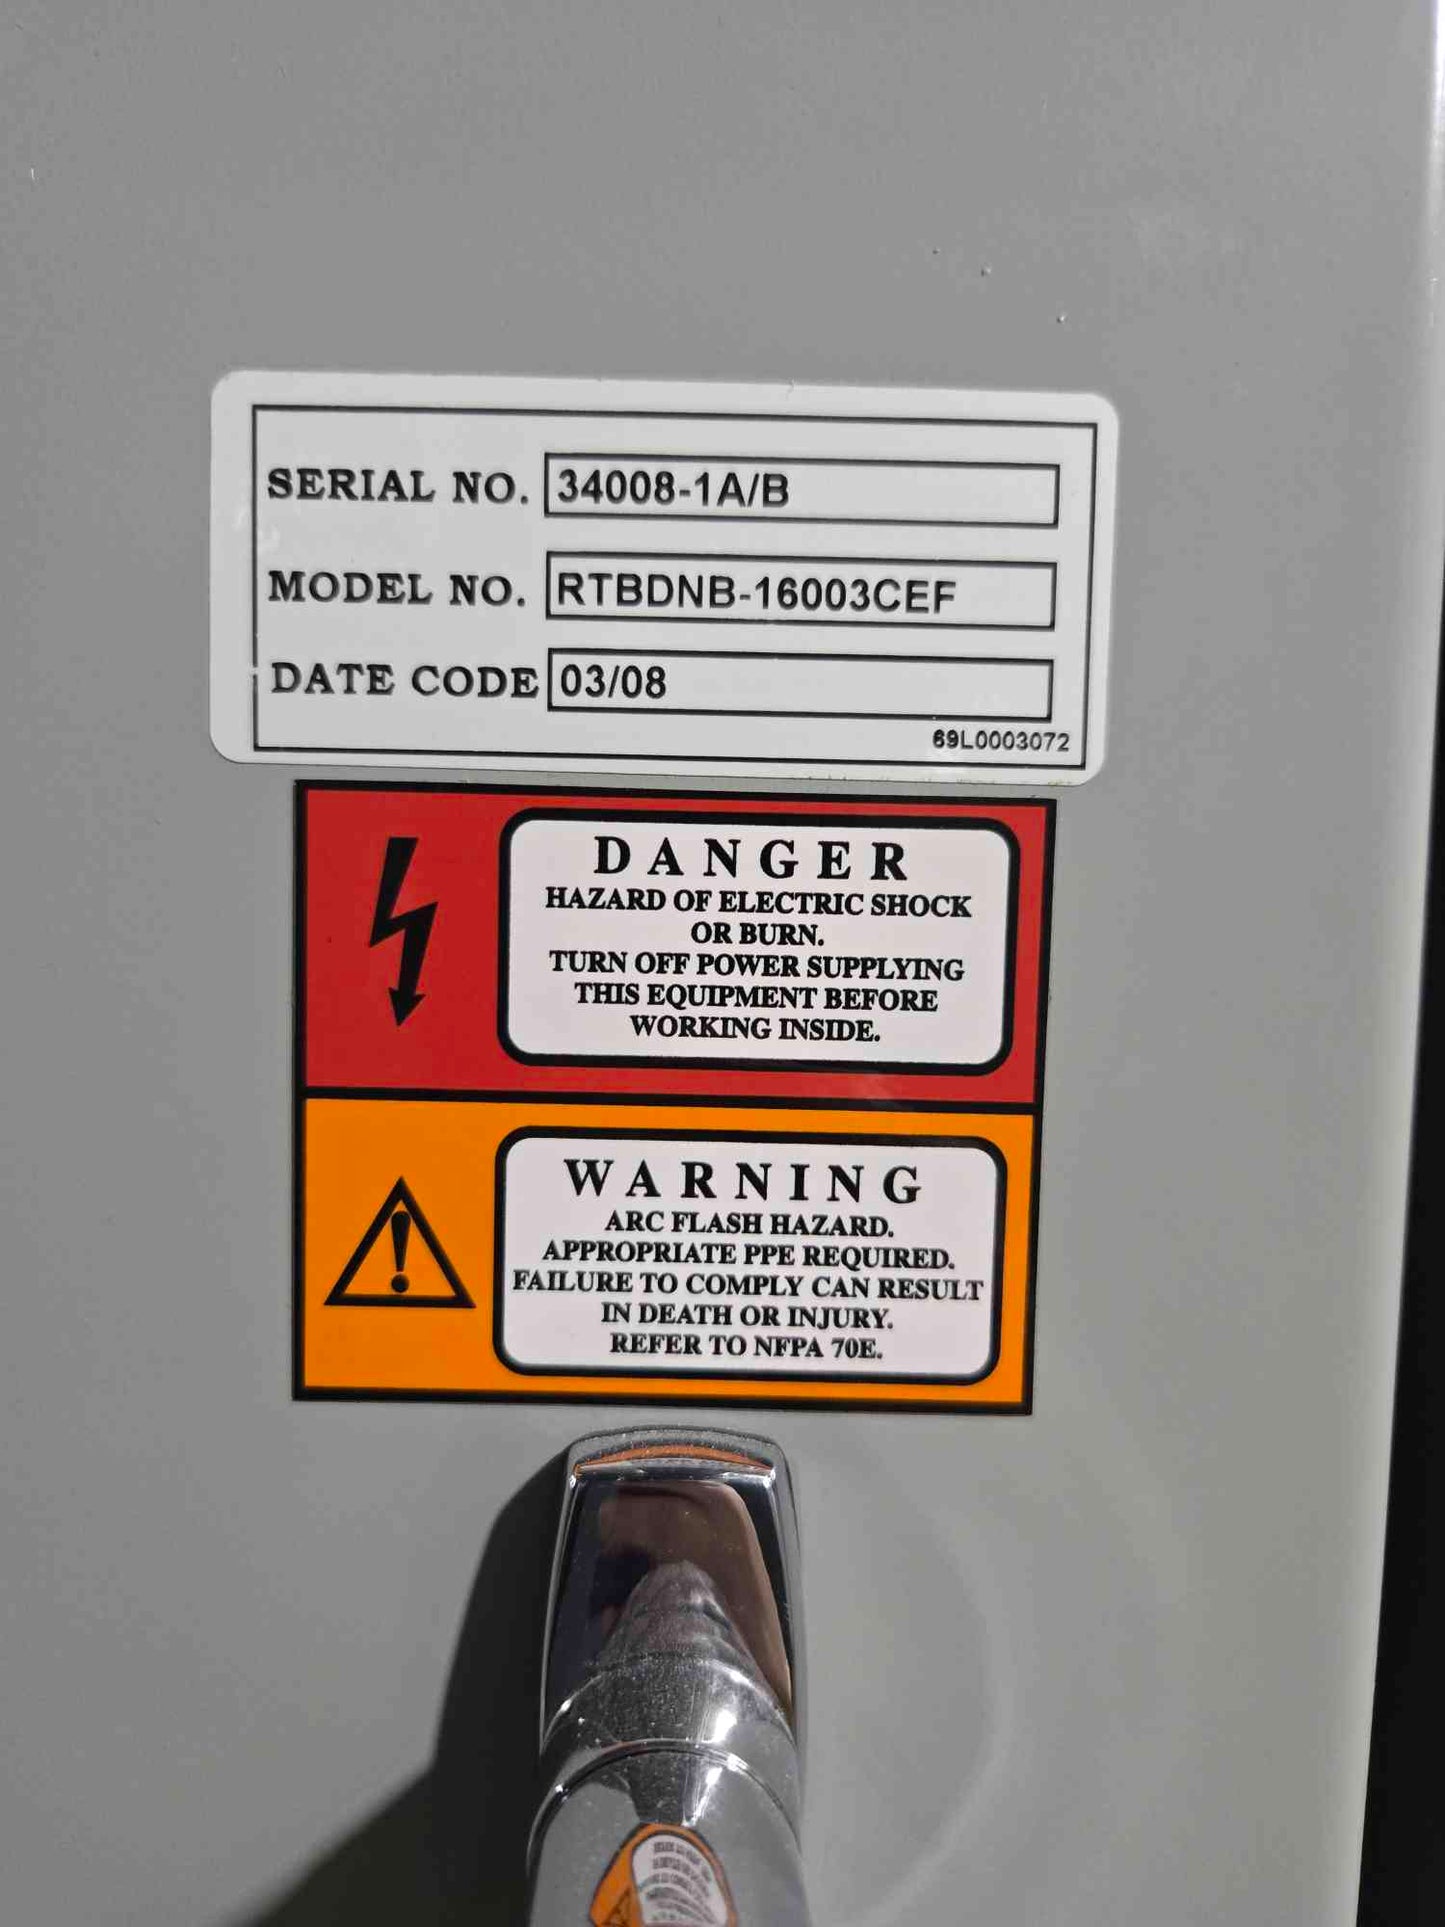 SERIAL NO. 34008-1A/B
MODEL NO. RTBDNB-16003CEF
DATE CODE 03/08
69L0003072
DANGER
HAZARD OF ELECTRIC SHOCK
OR BURN.
TURN OFF POWER SUPPLYING
THIS EQUIPMENT BEFORE
WORKING INSIDE.
WARNING
ARC FLASH HAZARD.
APPROPRIATE PPE REQUIRED.
FAILURE TO COMPLY CAN RESULT
IN DEATH OR INJURY.
REFER TO NFPA 70E.